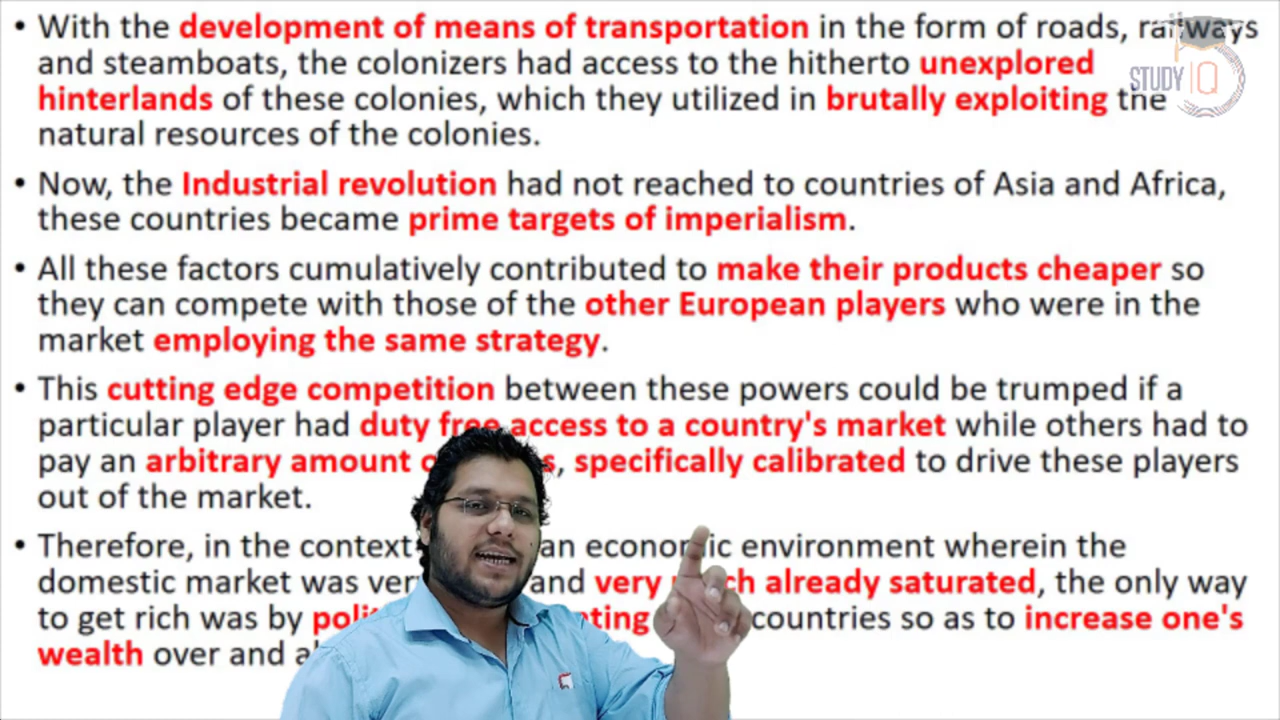 • With the development of means of transportation in the form of roads, railways
and steamboats, the colonizers had access to the hitherto unexplored
hinterlands of these colonies, which they utilized in brutally exploiting the
natural resources of the colonies.
STUDY IQ
• Now, the Industrial revolution had not reached to countries of Asia and Africa,
these countries became prime targets of imperialism.
• All these factors cumulatively contributed to make their products cheaper so
they can compete with those of the other European players who were in the
market employing the same strategy.
• This cutting edge competition between these powers could be trumped if a
particular player had duty free access to a country's market while others had to
pay an arbitrary amount specifically calibrated to drive these players
out of the market.
• Therefore, in the context an economic environment wherein the
domestic market was and very much already saturated, the only way
to get rich was by countries so as to increase one's
wealth over and